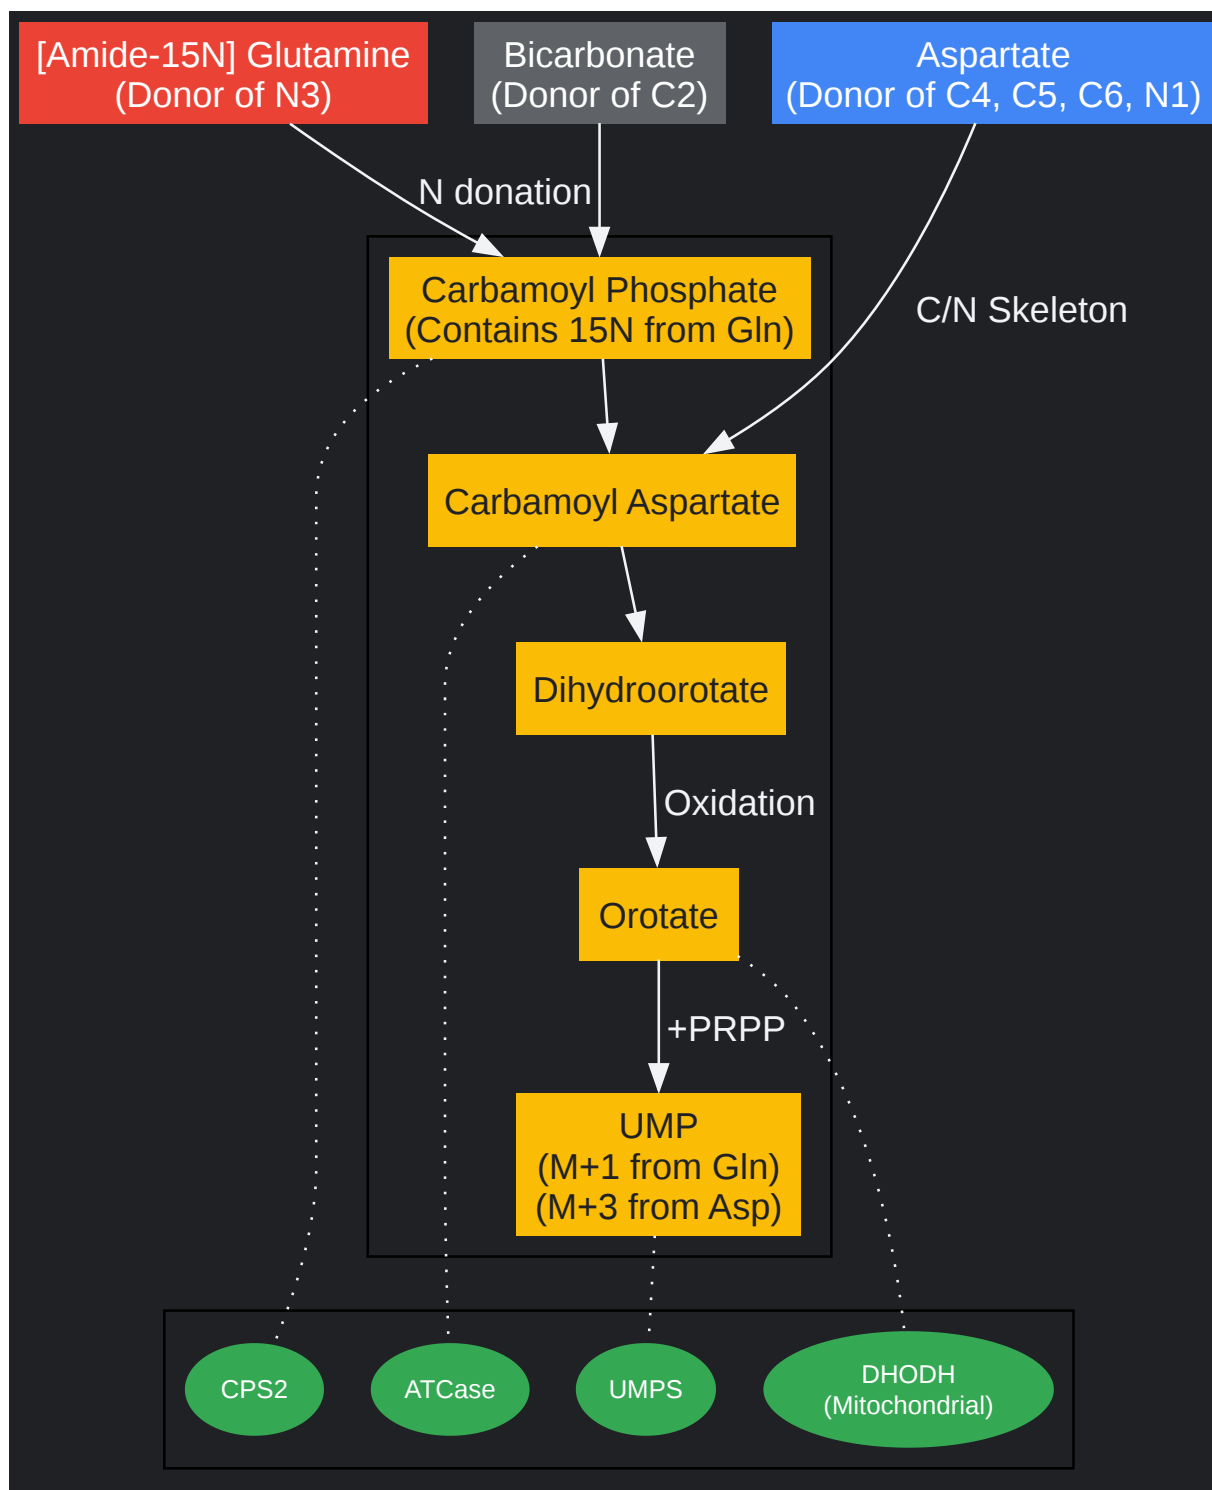 [Amide-15N] Glutamine
(Donor of N3)
Bicarbonate
(Donor of C2)
Aspartate
(Donor of C4, C5, C6, N1)
N donation
Carbamoyl Phosphate
(Contains 15N from Gln)
C/N Skeleton
Carbamoyl Aspartate
Dihydroorotate
Oxidation
Orotate
+PRPP
UMP
(M+1 from Gln)
(M+3 from Asp)
CPS2
ATCase
UMPS
DHODH
(Mitochondrial)